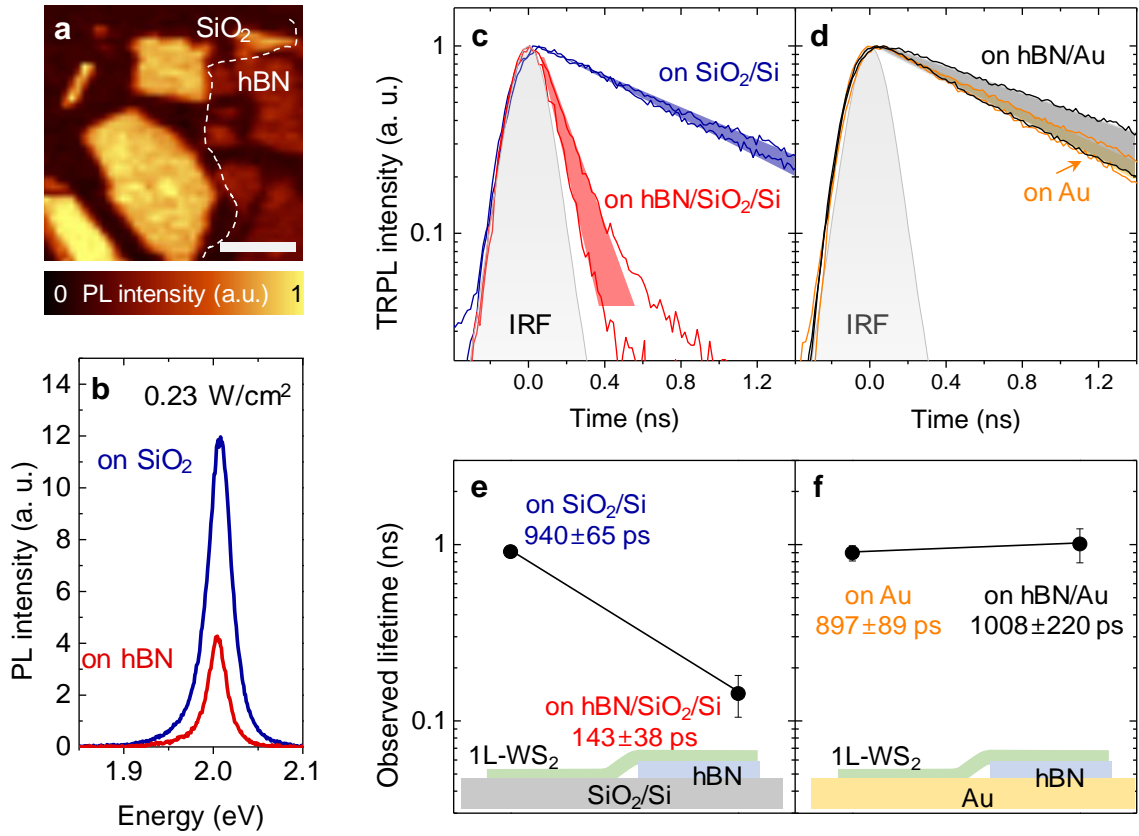 a
SiO₂
hBN
0 PL intensity (a.u.) 1
b
0.23 W/cm²
on SiO₂
on hBN
PL intensity (a. u.)
14
12
10
8
6
4
2
0
1.9 2.0 2.1
Energy (eV)
c
on SiO₂/Si
on hBN/SiO₂/Si
IRF
TRPL intensity (a. u.)
1
0.1
0.0 0.4 0.8 1.2
Time (ns)
d
on hBN/Au
on Au
IRF
0.0 0.4 0.8 1.2
Time (ns)
e
on SiO₂/Si
940±65 ps
on hBN/SiO₂/Si
143±38 ps
Observed lifetime (ns)
1
0.1
1L-WS₂
hBN
SiO₂/Si
f
on Au
897±89 ps
on hBN/Au
1008±220 ps
1L-WS₂
hBN
Au